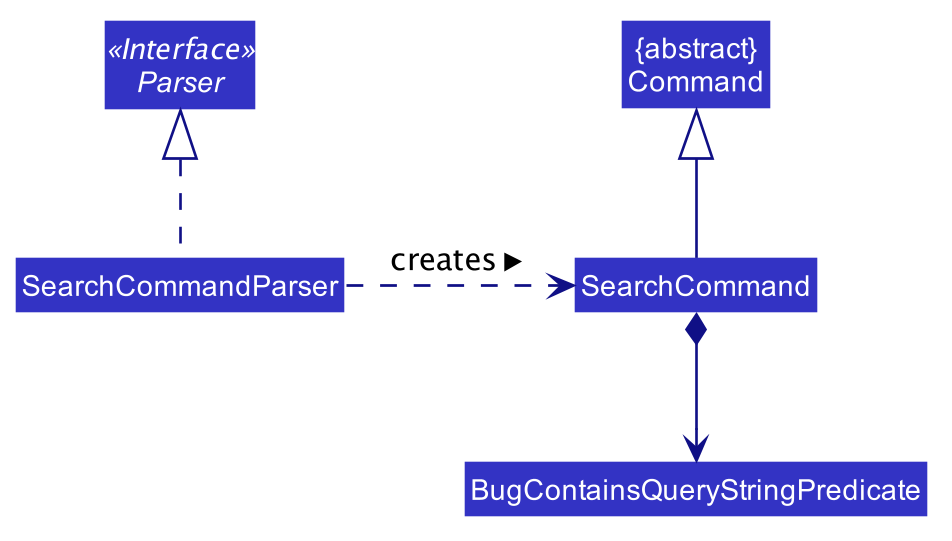 «Interface»
Parser
{abstract}
Command
creates ▶
SearchCommandParser
SearchCommand
BugContainsQueryStringPredicate